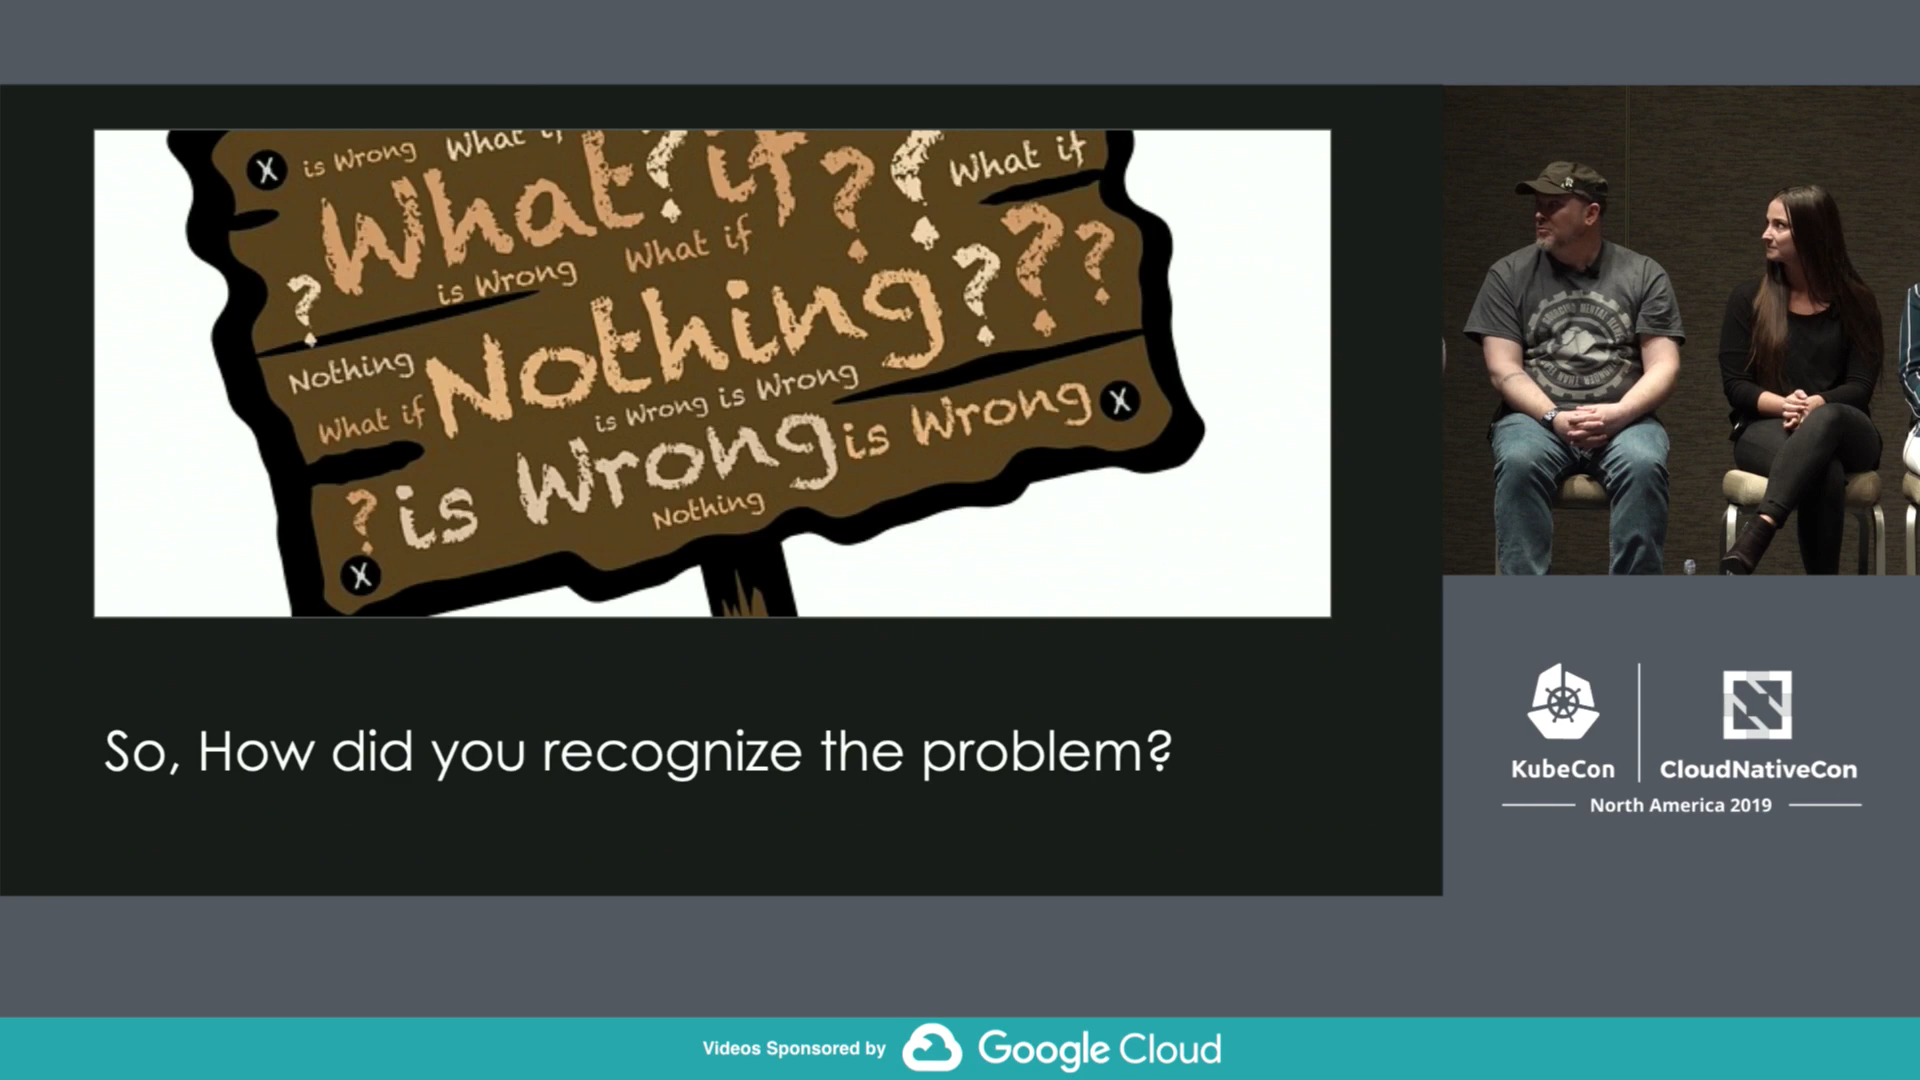 is Wrong What if
What? if? ? What if
is Wrong What if
? Nothing???
Nothing
What if is Wrong is Wrong
is Wrong is Wrong
? Nothing
So, How did you recognize the problem?
KubeCon CloudNativeCon
North America 2019
Videos Sponsored by Google Cloud